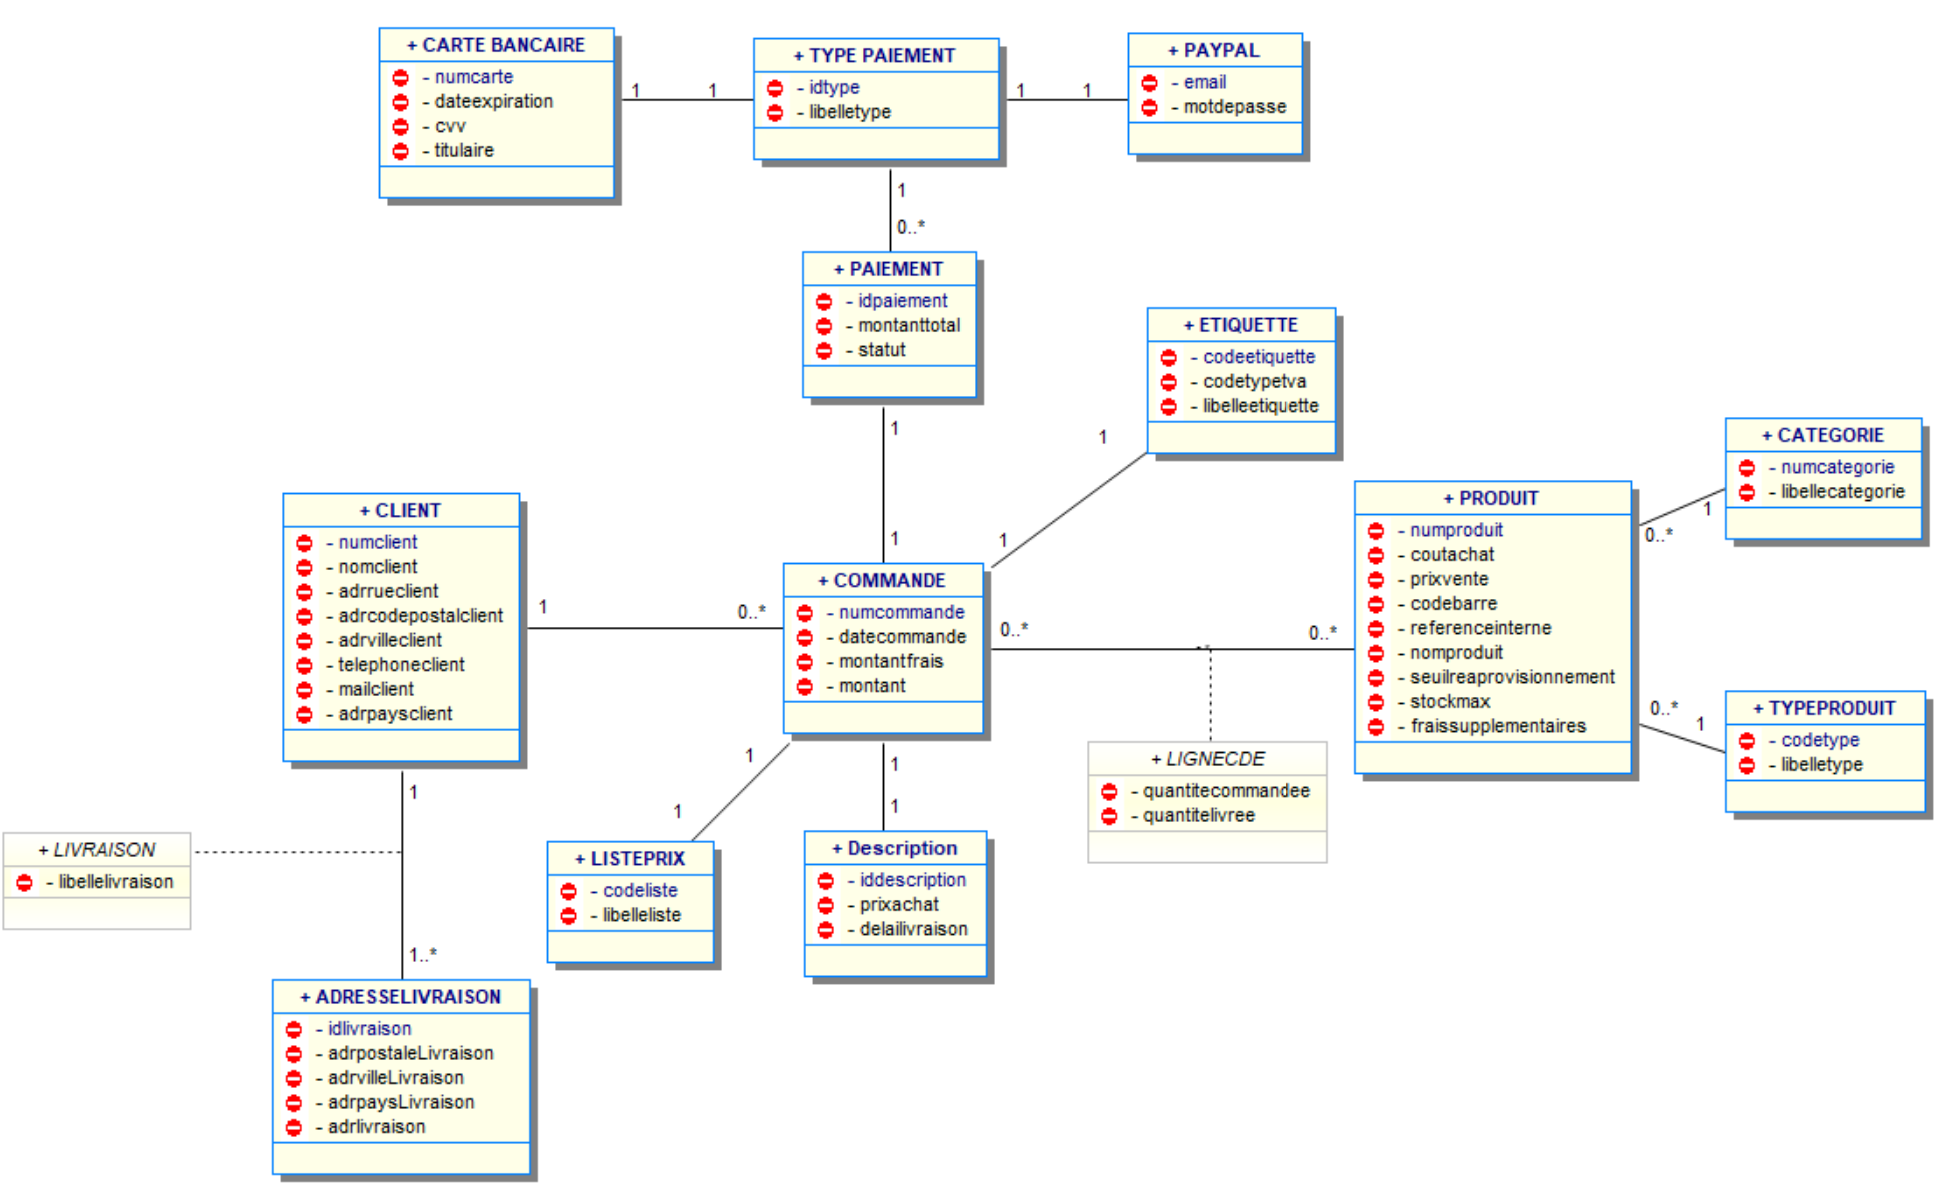 + CARTE BANCAIRE
- numcarte
- dateexpiration
- cvv
- titulaire
1
1
+ TYPE PAIEMENT
- idtype
- libelletype
1
1
+ PAYPAL
- email
- motdepasse
1
0..*
+ PAIEMENT
- idpaiement
- montanttotal
- statut
1
1
+ ETIQUETTE
- codeetiquette
- codetypetva
- libelleetiquette
1
1
+ CATEGORIE
- numcategorie
- libellecategorie
1
0..*
+ PRODUIT
- numproduit
- coutachat
- prixvente
- codebarre
- referenceinterne
- nomproduit
- seuilreaprovisionnement
- stockmax
- fraissupplementaires
0..*
1
+ TYPEPRODUIT
- codetype
- libelletype
+ CLIENT
- numclient
- nomclient
- adrrueclient
- adrcodepostalclient
- adrvilleclient
- telephoneclient
- mailclient
- adrpaysclient
1
0..*
+ COMMANDE
- numcommande
- datecommande
- montantfrais
- montant
0..*
0..*
+ LIGNECDE
- quantitecommandee
- quantitelivree
1
1
+ LISTEPRIX
- codeliste
- libelleliste
1
1
+ Description
- iddescription
- prixachat
- delailivraison
1
+ LIVRAISON
- libellelivraison
1..*
+ ADRESSELIVRAISON
- idlivraison
- adrpostaleLivraison
- adrvilleLivraison
- adrpaysLivraison
- adrlivraison